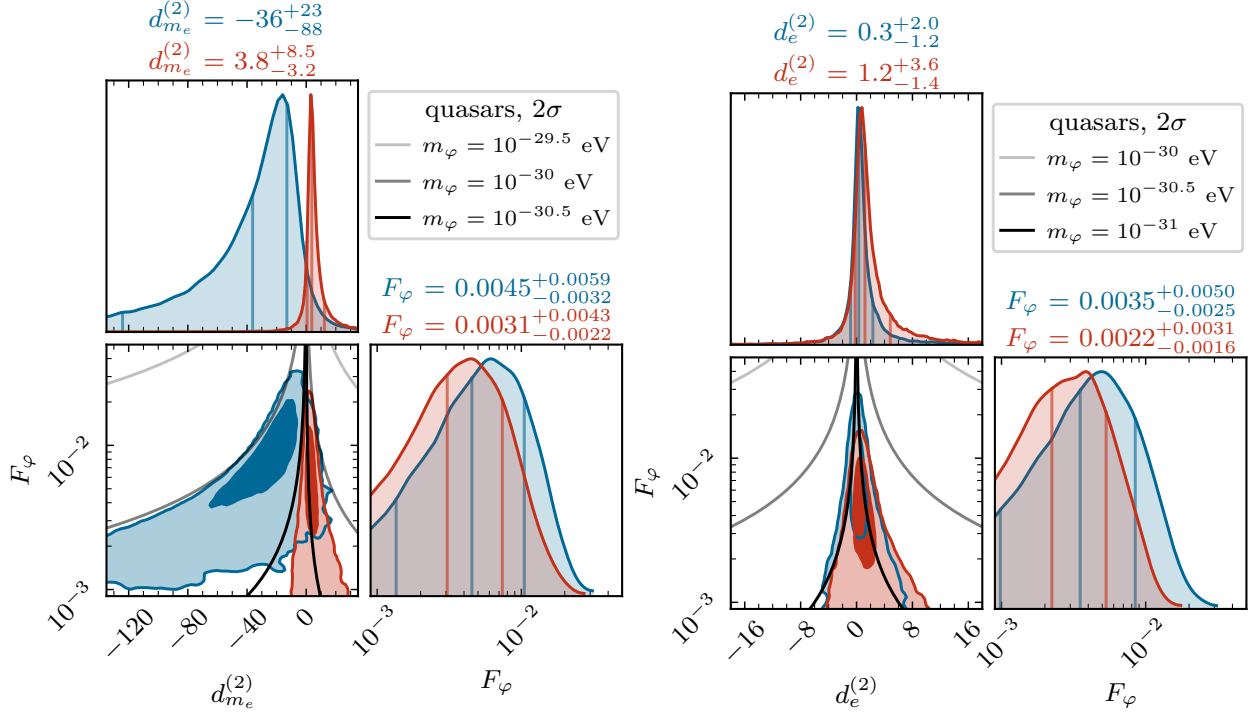 d_{m_e}^{(2)} = −36^{+23}_{−88}
d_{m_e}^{(2)} = 3.8^{+8.5}_{−3.2}
quasars, 2σ
m_φ = 10^{−29.5} eV
m_φ = 10^{−30} eV
m_φ = 10^{−30.5} eV
F_φ = 0.0045^{+0.0059}_{−0.0032}
F_φ = 0.0031^{+0.0043}_{−0.0022}
F_φ
10^{−2}
10^{−3}
−120
−80
−40
0
d_{m_e}^{(2)}
10^{−3}
10^{−2}
F_φ
d_e^{(2)} = 0.3^{+2.0}_{−1.2}
d_e^{(2)} = 1.2^{+3.6}_{−1.4}
quasars, 2σ
m_φ = 10^{−30} eV
m_φ = 10^{−30.5} eV
m_φ = 10^{−31} eV
F_φ = 0.0035^{+0.0050}_{−0.0025}
F_φ = 0.0022^{+0.0031}_{−0.0016}
F_φ
10^{−2}
10^{−3}
−16
−8
0
8
16
d_e^{(2)}
10^{−3}
10^{−2}
F_φ